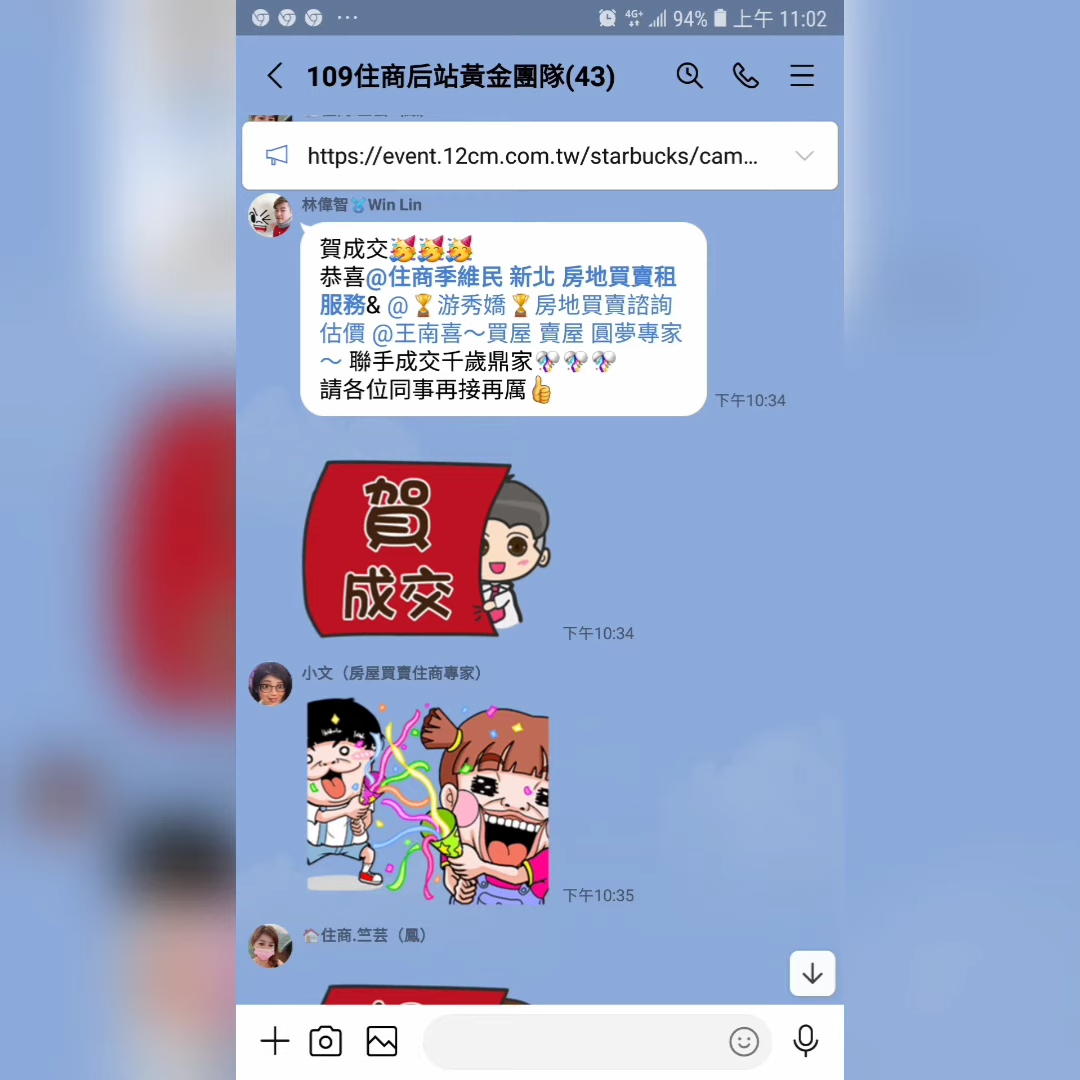 94% 上午 11:02
4G+
109住商后站黃金團隊(43)
https://event.12cm.com.tw/starbucks/cam...
林偉智Win Lin
賀成交🥳🥳🥳
恭喜@住商季維民 新北 房地買賣租
服務& @🏆游秀嬌🏆房地買賣諮詢
估價 @王南喜～買屋 賣屋 圓夢專家
～ 聯手成交千歲鼎家🎊🎊🎊
請各位同事再接再厲👍
下午10:34
賀
成交
下午10:34
小文（房屋買賣住商專家）
下午10:35
🏠住商.竺芸（鳳）